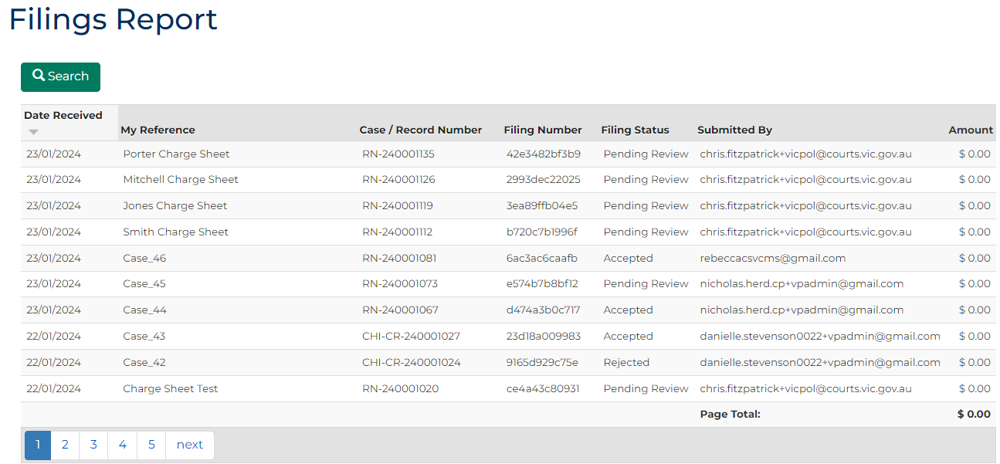 Filings Report
Search
Date Received My Reference Case / Record Number Filing Number Filing Status Submitted By Amount
23/01/2024 Porter Charge Sheet RN-240001135 42e3482bf3b9 Pending Review chris.fitzpatrick+vicpol@courts.vic.gov.au $ 0.00
23/01/2024 Mitchell Charge Sheet RN-240001126 2993dec22025 Pending Review chris.fitzpatrick+vicpol@courts.vic.gov.au $ 0.00
23/01/2024 Jones Charge Sheet RN-240001119 3ea89ffb04e5 Pending Review chris.fitzpatrick+vicpol@courts.vic.gov.au $ 0.00
23/01/2024 Smith Charge Sheet RN-240001112 b720c7b1996f Pending Review chris.fitzpatrick+vicpol@courts.vic.gov.au $ 0.00
23/01/2024 Case_46 RN-240001081 6ac3ac6caafb Accepted rebeccacsvcms@gmail.com $ 0.00
23/01/2024 Case_45 RN-240001073 e574b7b8bf12 Pending Review nicholas.herd.cp+vpadmin@gmail.com $ 0.00
23/01/2024 Case_44 RN-240001067 d474a3b0c717 Accepted nicholas.herd.cp+vpadmin@gmail.com $ 0.00
22/01/2024 Case_43 CHI-CR-240001027 23d18a009983 Accepted danielle.stevenson0022+vpadmin@gmail.com $ 0.00
22/01/2024 Case_42 CHI-CR-240001024 9165d929c75e Rejected danielle.stevenson0022+vpadmin@gmail.com $ 0.00
22/01/2024 Charge Sheet Test RN-240001020 ce4a43c80931 Pending Review chris.fitzpatrick+vicpol@courts.vic.gov.au $ 0.00
Page Total: $ 0.00
1 2 3 4 5 next